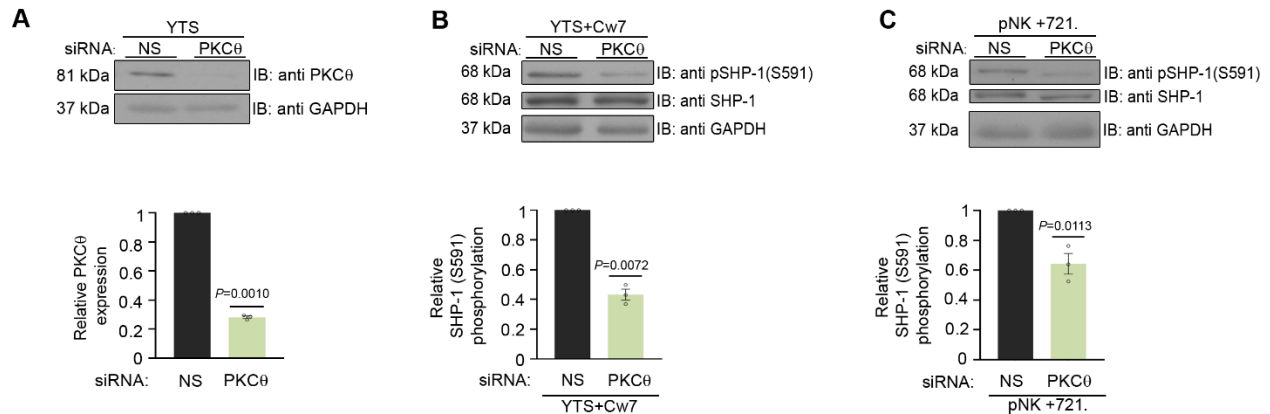 A
YTS
siRNA: NS PKCθ
81 kDa IB: anti PKCθ
37 kDa IB: anti GAPDH
Relative PKCθ
expression
1
0.8
0.6
0.4
0.2
0
P=0.0010
siRNA: NS PKCθ
B
YTS+Cw7
siRNA: NS PKCθ
68 kDa IB: anti pSHP-1(S591)
68 kDa IB: anti SHP-1
37 kDa IB: anti GAPDH
Relative
SHP-1 (S591)
phosphorylation
1
0.8
0.6
0.4
0.2
0
P=0.0072
siRNA: NS PKCθ
YTS+Cw7
C
pNK +721.
siRNA: NS PKCθ
68 kDa IB: anti pSHP-1(S591)
68 kDa IB: anti SHP-1
37 kDa IB: anti GAPDH
Relative
SHP-1 (S591)
phosphorylation
1
0.8
0.6
0.4
0.2
0
P=0.0113
siRNA: NS PKCθ
pNK +721.